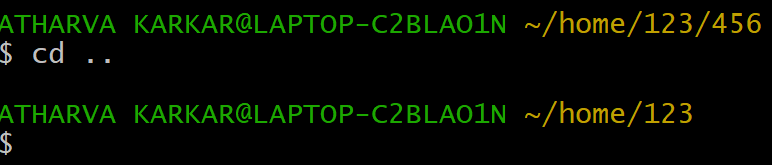 ATHARVA KARKAR@LAPTOP-C2BLAO1N ~/home/123/456
$ cd ..
ATHARVA KARKAR@LAPTOP-C2BLAO1N ~/home/123
$